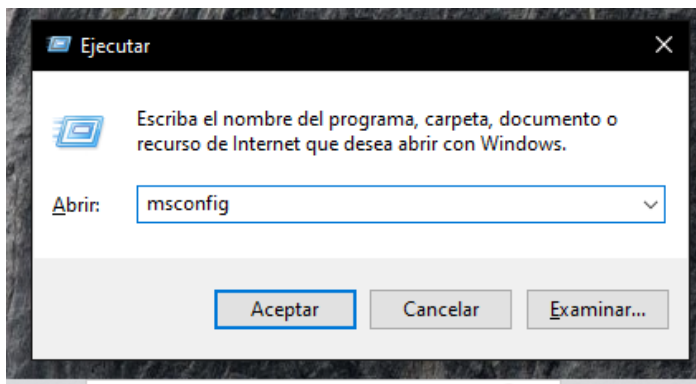 Ejecutar
Escriba el nombre del programa, carpeta, documento o
recurso de Internet que desea abrir con Windows.
Abrir: msconfig
Aceptar Cancelar Examinar...